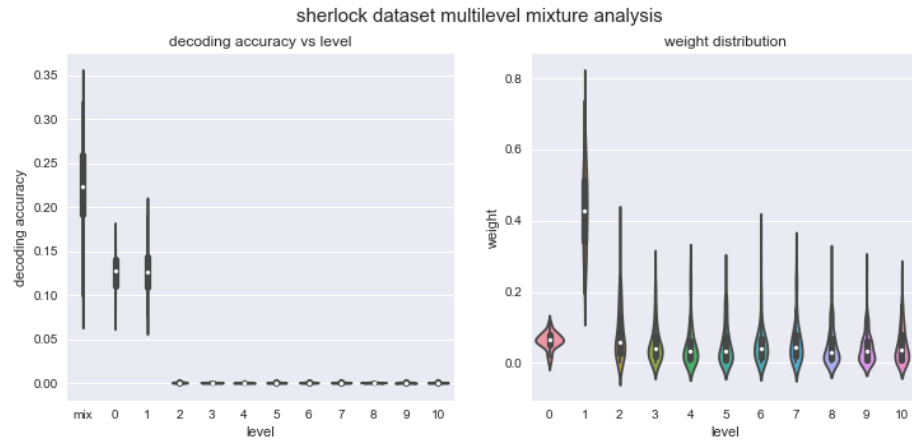 sherlock dataset multilevel mixture analysis
decoding accuracy vs level
0.35
0.30
0.25
0.20
0.15
0.10
0.05
0.00
decoding accuracy
mix 0 1 2 3 4 5 6 7 8 9 10
level
weight distribution
0.8
0.6
0.4
0.2
0.0
weight
0 1 2 3 4 5 6 7 8 9 10
level